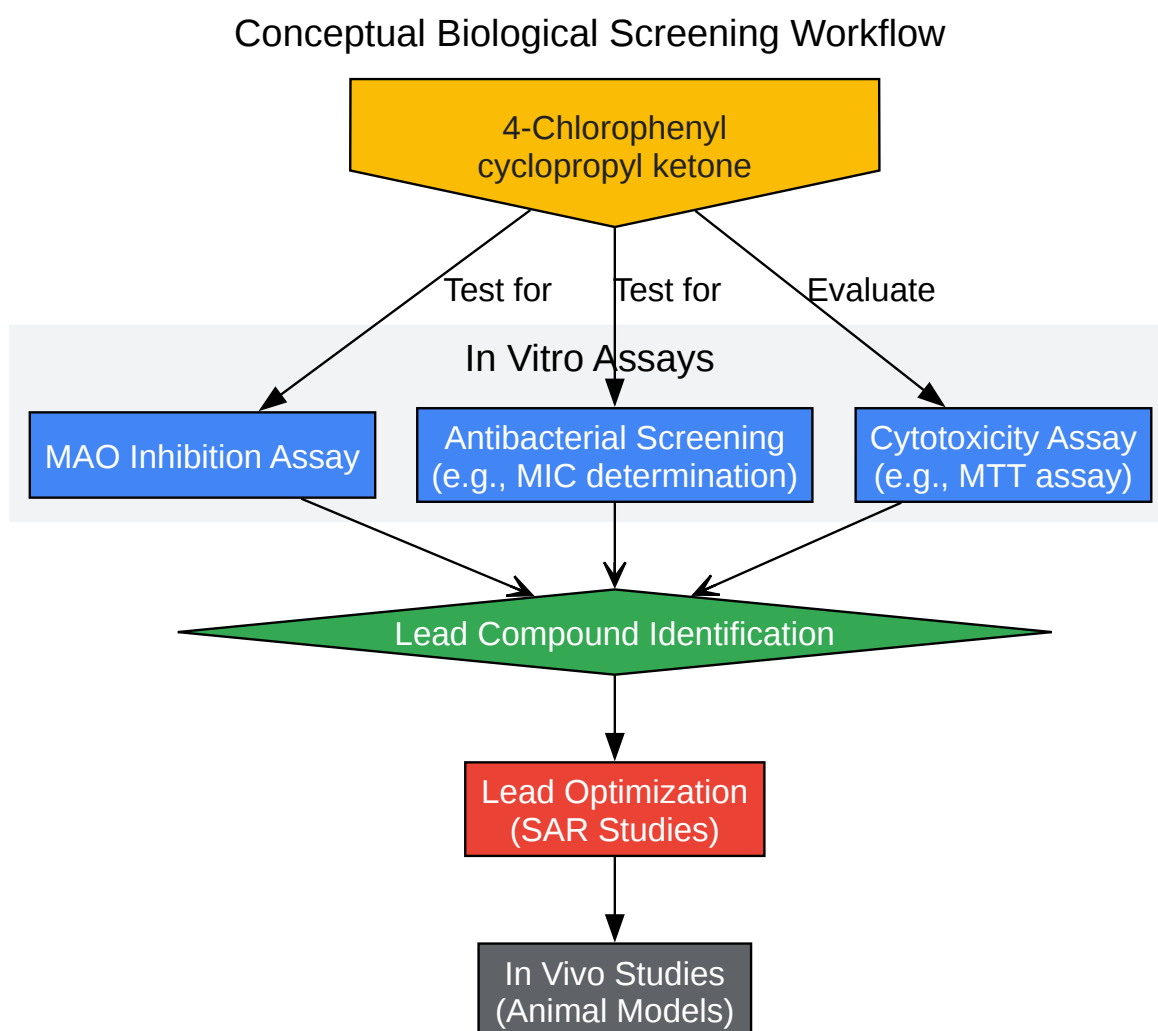 Conceptual Biological Screening Workflow
4-Chlorophenyl
cyclopropyl ketone
Test for
Test for
Evaluate
In Vitro Assays
MAO Inhibition Assay
Antibacterial Screening
(e.g., MIC determination)
Cytotoxicity Assay
(e.g., MTT assay)
Lead Compound Identification
Lead Optimization
(SAR Studies)
In Vivo Studies
(Animal Models)